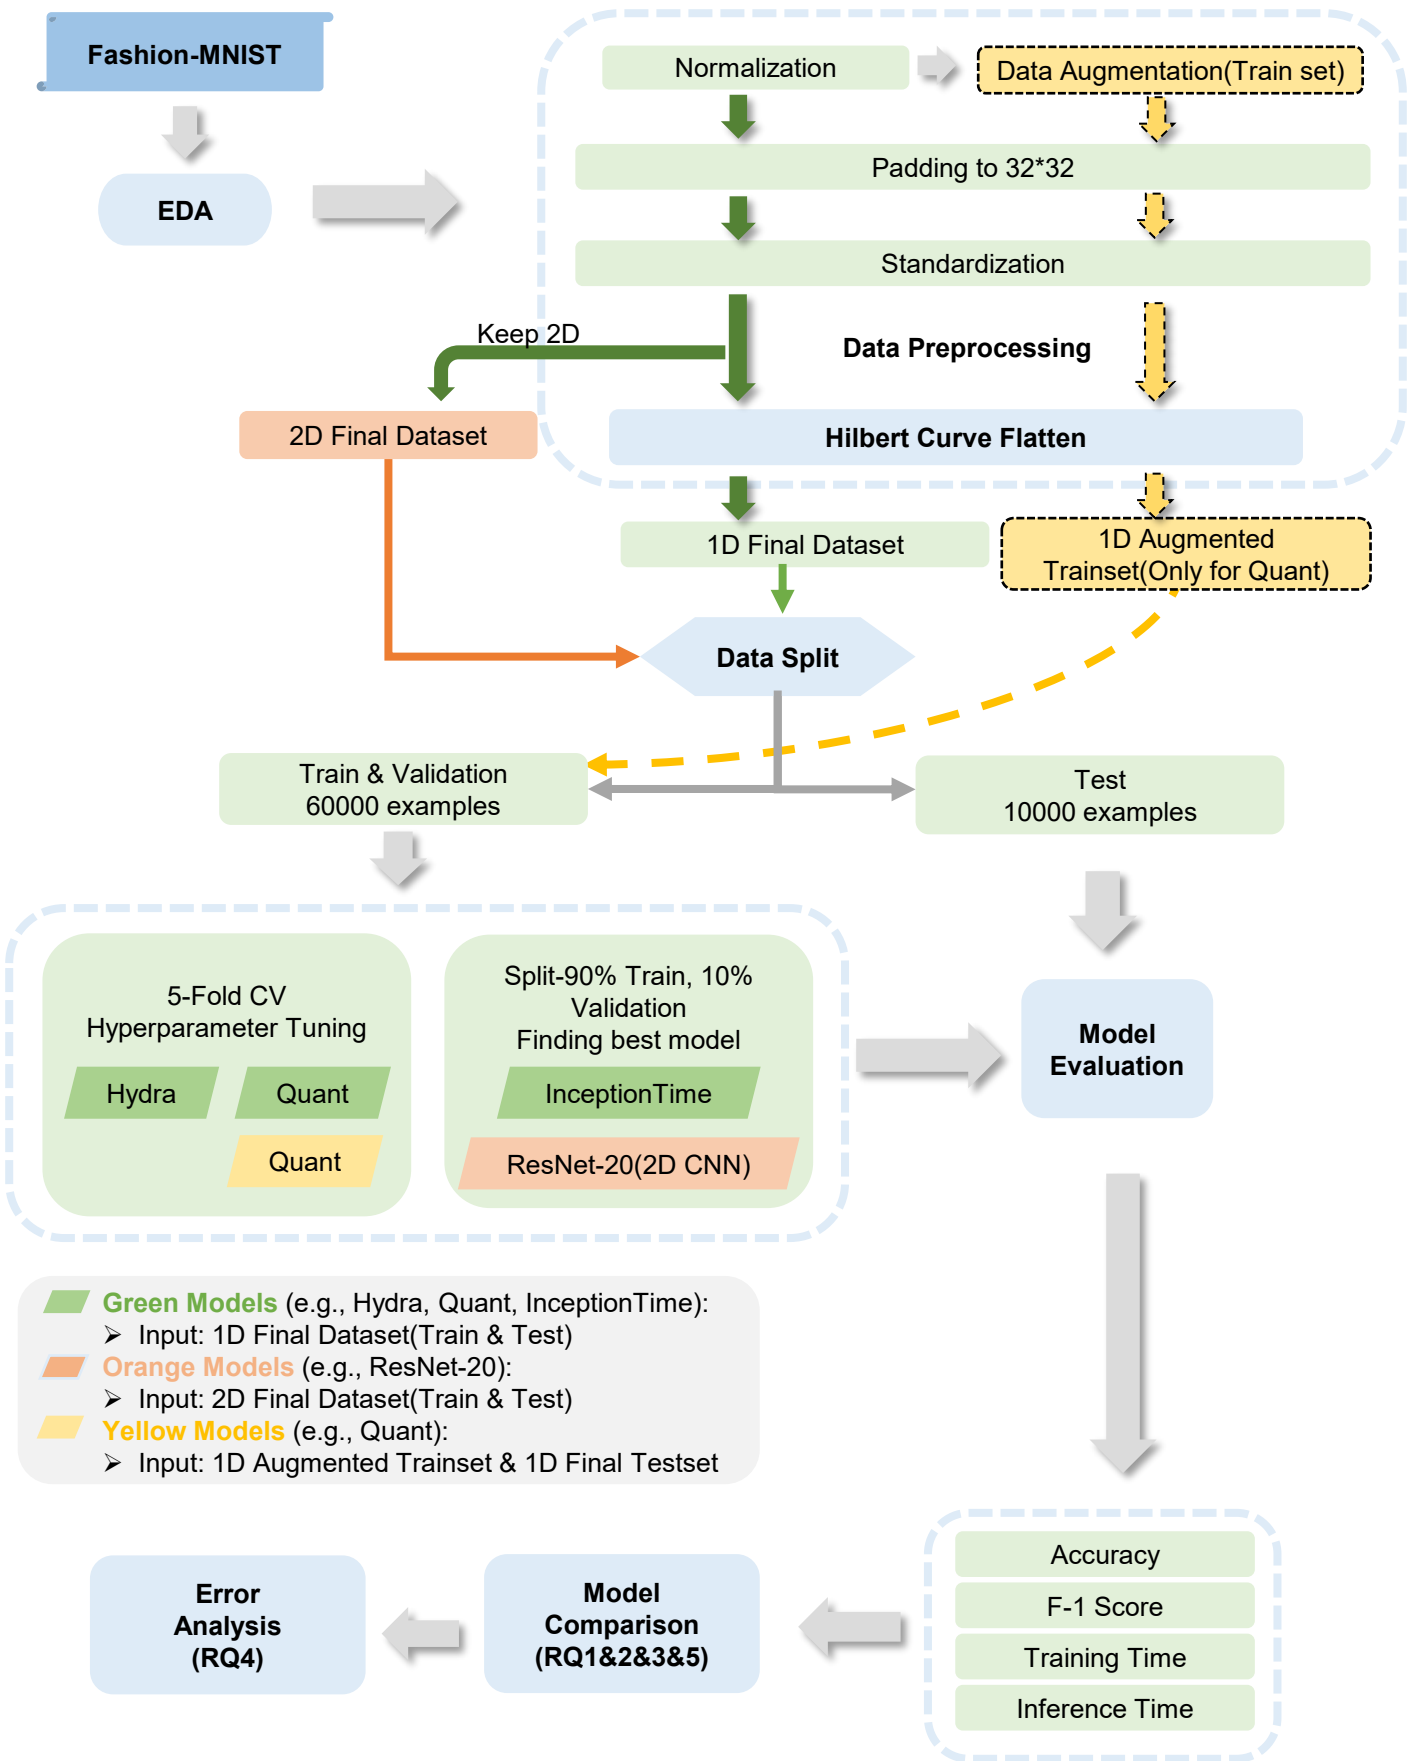 Fashion-MNIST
EDA
Normalization
Data Augmentation(Train set)
Padding to 32*32
Standardization
Keep 2D
Data Preprocessing
2D Final Dataset
Hilbert Curve Flatten
1D Final Dataset
1D Augmented
Trainset(Only for Quant)
Data Split
Train & Validation
60000 examples
Test
10000 examples
5-Fold CV
Hyperparameter Tuning
Hydra
Quant
Quant
Split-90% Train, 10%
Validation
Finding best model
InceptionTime
ResNet-20(2D CNN)
Model
Evaluation
Green Models (e.g., Hydra, Quant, InceptionTime):
➢ Input: 1D Final Dataset(Train & Test)
Orange Models (e.g., ResNet-20):
➢ Input: 2D Final Dataset(Train & Test)
Yellow Models (e.g., Quant):
➢ Input: 1D Augmented Trainset & 1D Final Testset
Accuracy
F-1 Score
Training Time
Inference Time
Model
Comparison
(RQ1&2&3&5)
Error
Analysis
(RQ4)